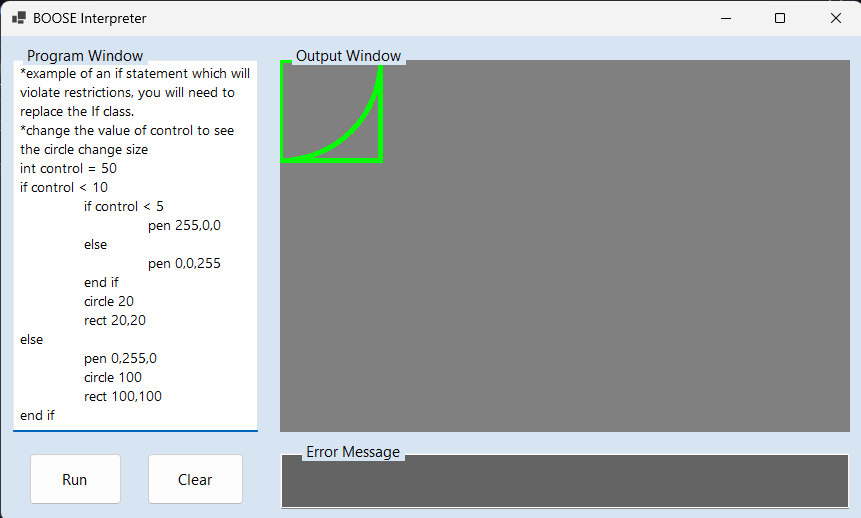 BOOSE Interpreter
Program Window
*example of an if statement which will
violate restrictions, you will need to
replace the If class.
*change the value of control to see
the circle change size
int control = 50
if control < 10
if control < 5
pen 255,0,0
else
pen 0,0,255
end if
circle 20
rect 20,20
else
pen 0,255,0
circle 100
rect 100,100
end if
Output Window
Run
Clear
Error Message